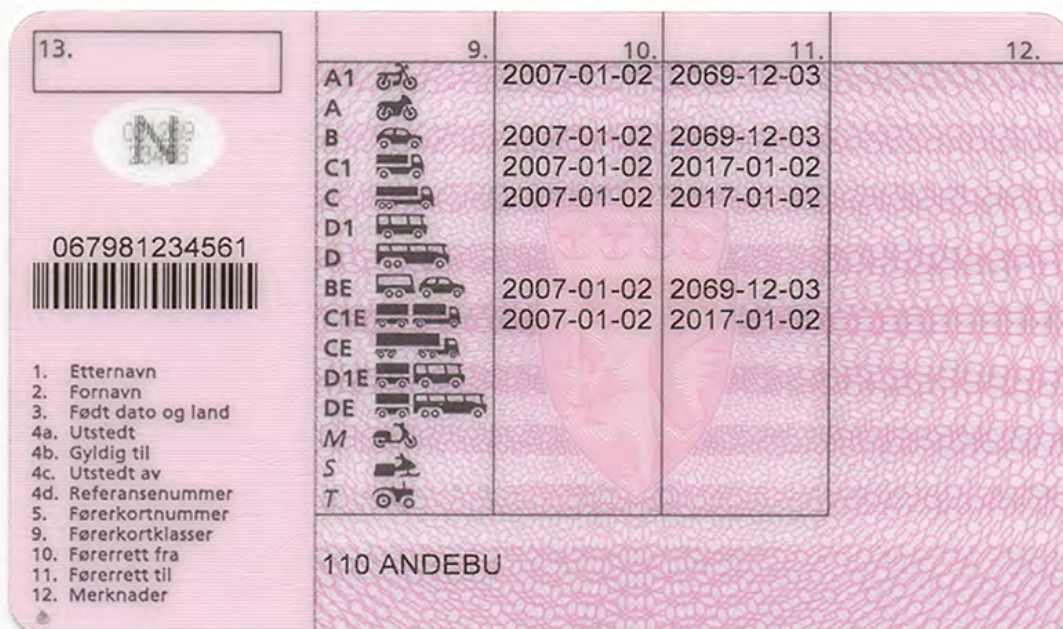 13.
9. 10. 11. 12.
A1 2007-01-02 2069-12-03
A
B 2007-01-02 2069-12-03
C1 2007-01-02 2017-01-02
C 2007-01-02 2017-01-02
D1
D
BE 2007-01-02 2069-12-03
C1E 2007-01-02 2017-01-02
CE
D1E
DE
M
S
T
N
067981234561
1. Etternavn
2. Fornavn
3. Født dato og land
4a. Utstedt
4b. Gyldig til
4c. Utstedt av
4d. Referansenummer
5. Førerkortnummer
9. Førerkortklasser
10. Førerrett fra
11. Førerrett til
12. Merknader
110 ANDEBU